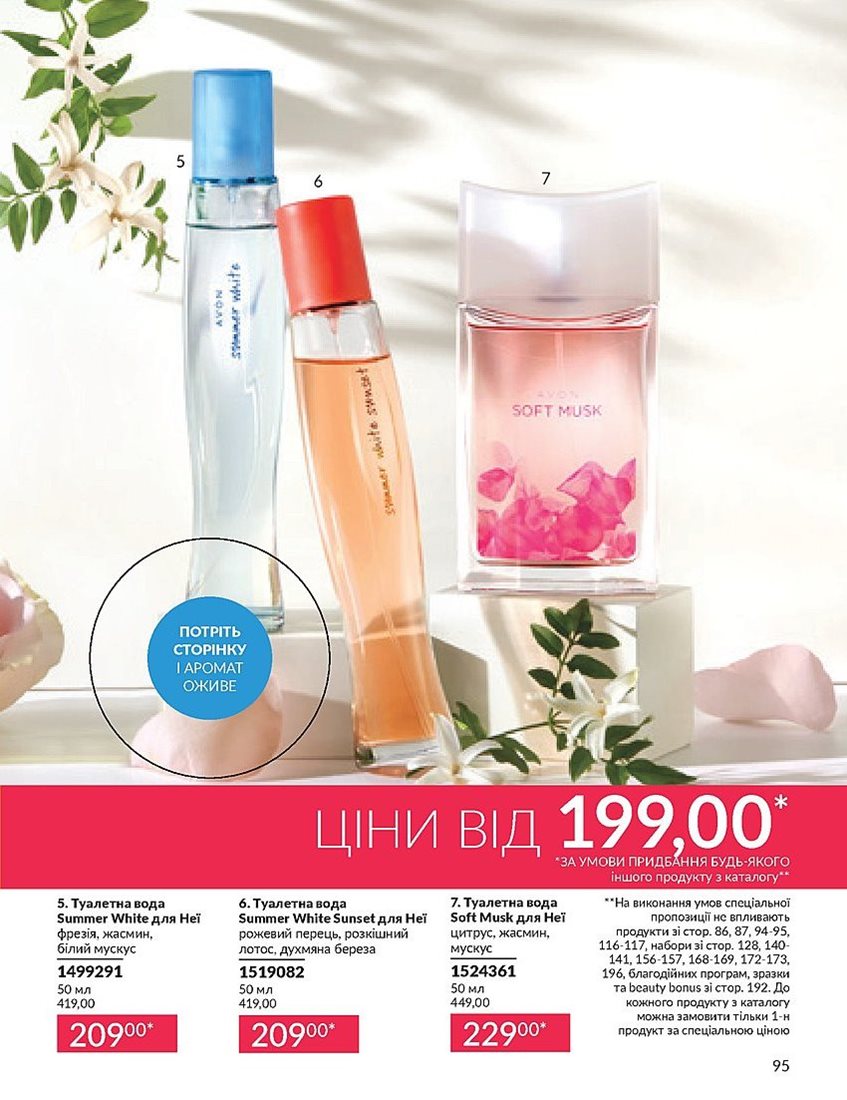 5
6
7
AVON
summer white
summer white sunset
AVON
SOFT MUSK
ПОТРІТЬ
СТОРІНКУ
І АРОМАТ
ОЖИВЕ
ЦІНИ ВІД 199,00*
*ЗА УМОВИ ПРИДБАННЯ БУДЬ-ЯКОГО
іншого продукту з каталогу**
5. Туалетна вода
Summer White для Неї
фрезія, жасмин,
білий мускус
1499291
50 мл
419,00
20900*
6. Туалетна вода
Summer White Sunset для Неї
рожевий перець, розкішний
лотос, духмяна береза
1519082
50 мл
419,00
20900*
7. Туалетна вода
Soft Musk для Неї
цитрус, жасмин,
мускус
1524361
50 мл
449,00
22900*
**На виконання умов спеціальної
пропозиції не впливають
продукти зі стор. 86, 87, 94-95,
116-117, набори зі стор. 128, 140-
141, 156-157, 168-169, 172-173,
196, благодійних програм, зразки
та beauty bonus зі стор. 192. До
кожного продукту з каталогу
можна замовити тільки 1-н
продукт за спеціальною ціною
95